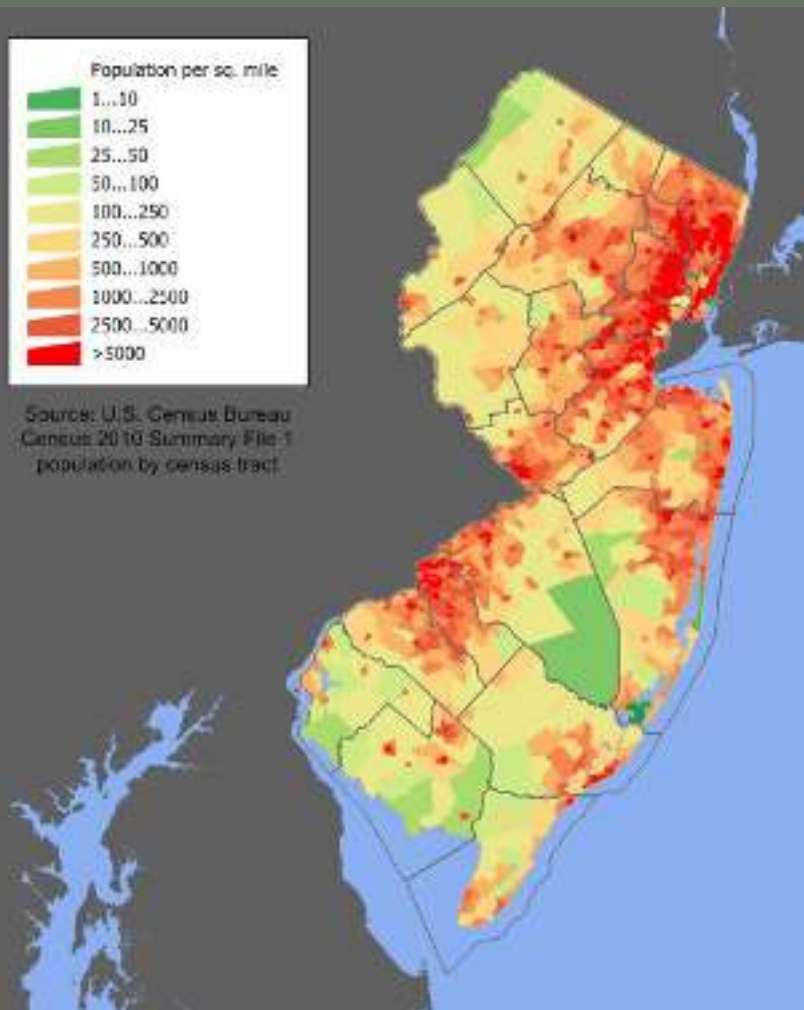 Population per sq. mile
1...10
10...25
25...50
50...100
100...250
250...500
500...1000
1000...2500
2500...5000
>5000
Source: U.S. Census Bureau
Census 2010 Summary File 1
population by census tract